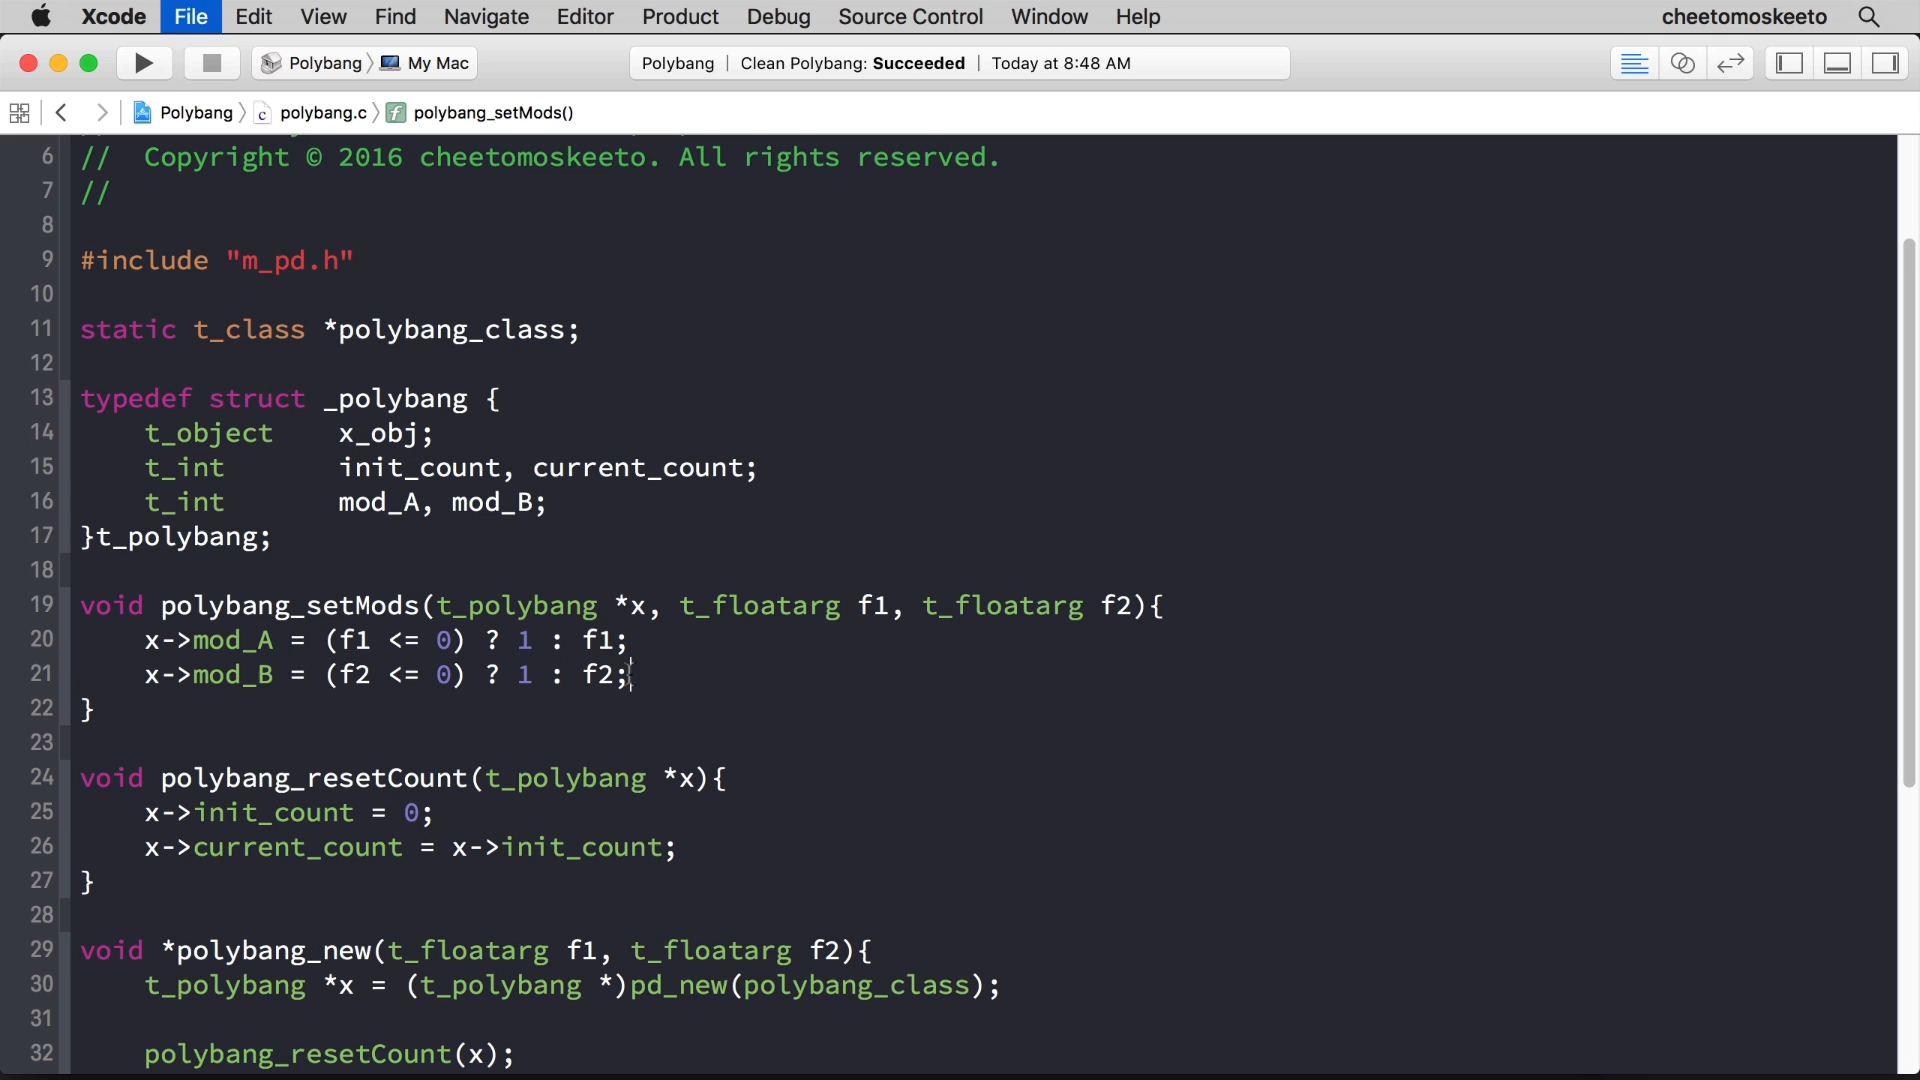 Xcode File Edit View Find Navigate Editor Product Debug Source Control Window Help cheetomoskeeto
Polybang My Mac Polybang | Clean Polybang: Succeeded | Today at 8:48 AM
Polybang polybang.c polybang_setMods()
6 // Copyright © 2016 cheetomoskeeto. All rights reserved.
7 //
8
9 #include "m_pd.h"
10
11 static t_class *polybang_class;
12
13 typedef struct _polybang {
14 t_object x_obj;
15 t_int init_count, current_count;
16 t_int mod_A, mod_B;
17 }t_polybang;
18
19 void polybang_setMods(t_polybang *x, t_floatarg f1, t_floatarg f2){
20 x->mod_A = (f1 <= 0) ? 1 : f1;
21 x->mod_B = (f2 <= 0) ? 1 : f2;
22 }
23
24 void polybang_resetCount(t_polybang *x){
25 x->init_count = 0;
26 x->current_count = x->init_count;
27 }
28
29 void *polybang_new(t_floatarg f1, t_floatarg f2){
30 t_polybang *x = (t_polybang *)pd_new(polybang_class);
31
32 polybang_resetCount(x);